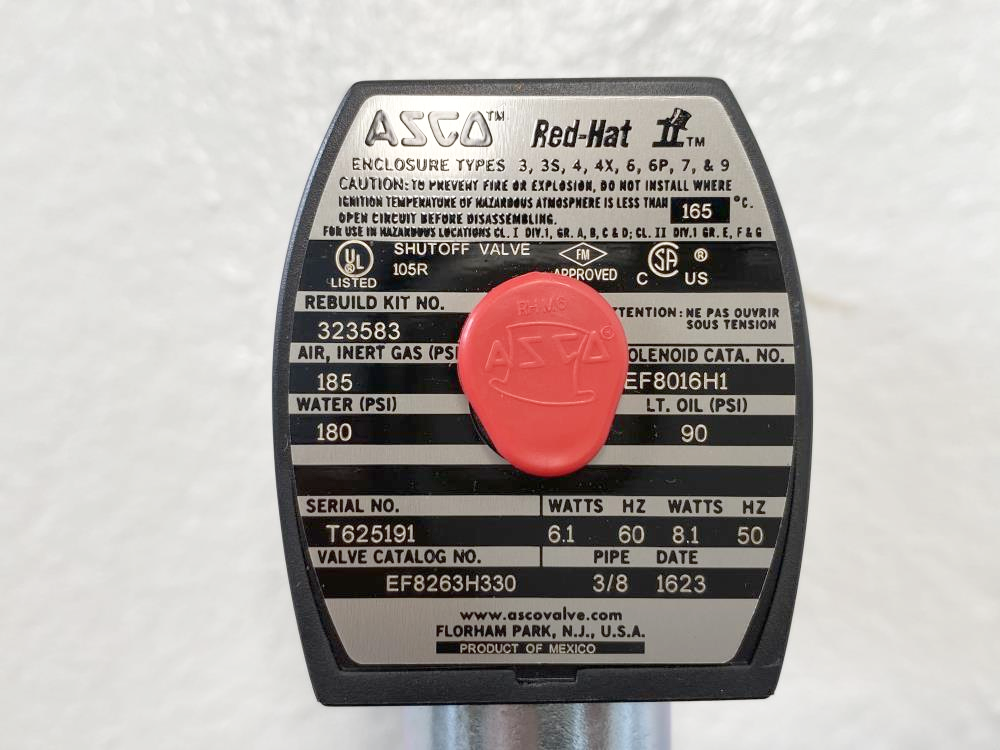 ASCO™ Red-Hat II™
ENCLOSURE TYPES 3, 3S, 4, 4X, 6, 6P, 7, & 9
CAUTION: TO PREVENT FIRE OR EXPLOSION, DO NOT INSTALL WHERE
IGNITION TEMPERATURE OF HAZARDOUS ATMOSPHERE IS LESS THAN 165 °C.
OPEN CIRCUIT BEFORE DISASSEMBLING.
FOR USE IN HAZARDOUS LOCATIONS CL. I DIV.1, GR. A, B, C & D; CL. II DIV.1 GR. E, F & G
UL ® LISTED
SHUTOFF VALVE
105R
FM APPROVED
C SA ® US
REBUILD KIT NO.
323583
TTENTION: NE PAS OUVRIR
SOUS TENSION
RH MG
ASCO®
AIR, INERT GAS (PSI OLENOID CATA. NO.
185 EF8016H1
WATER (PSI) LT. OIL (PSI)
180 90
SERIAL NO. WATTS HZ WATTS HZ
T625191 6.1 60 8.1 50
VALVE CATALOG NO. PIPE DATE
EF8263H330 3/8 1623
www.ascovalve.com
FLORHAM PARK, N.J., U.S.A.
PRODUCT OF MEXICO